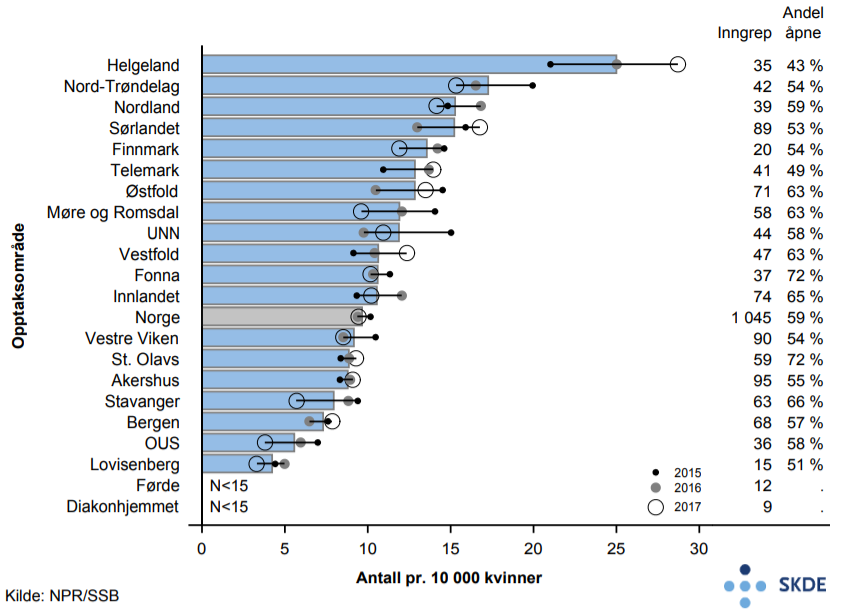 Andel
Inngrep åpne
Helgeland 35 43 %
Nord-Trøndelag 42 54 %
Nordland 39 59 %
Sørlandet 89 53 %
Finnmark 20 54 %
Telemark 41 49 %
Østfold 71 63 %
Møre og Romsdal 58 63 %
UNN 44 58 %
Vestfold 47 63 %
Fonna 37 72 %
Innlandet 74 65 %
Norge 1 045 59 %
Vestre Viken 90 54 %
St. Olavs 59 72 %
Akershus 95 55 %
Stavanger 63 66 %
Bergen 68 57 %
OUS 36 58 %
Lovisenberg 15 51 %
Førde N<15 12 .
Diakonhjemmet N<15 9 .
Opptaksområde
2015
2016
2017
0 5 10 15 20 25 30
Antall pr. 10 000 kvinner
Kilde: NPR/SSB
SKDE